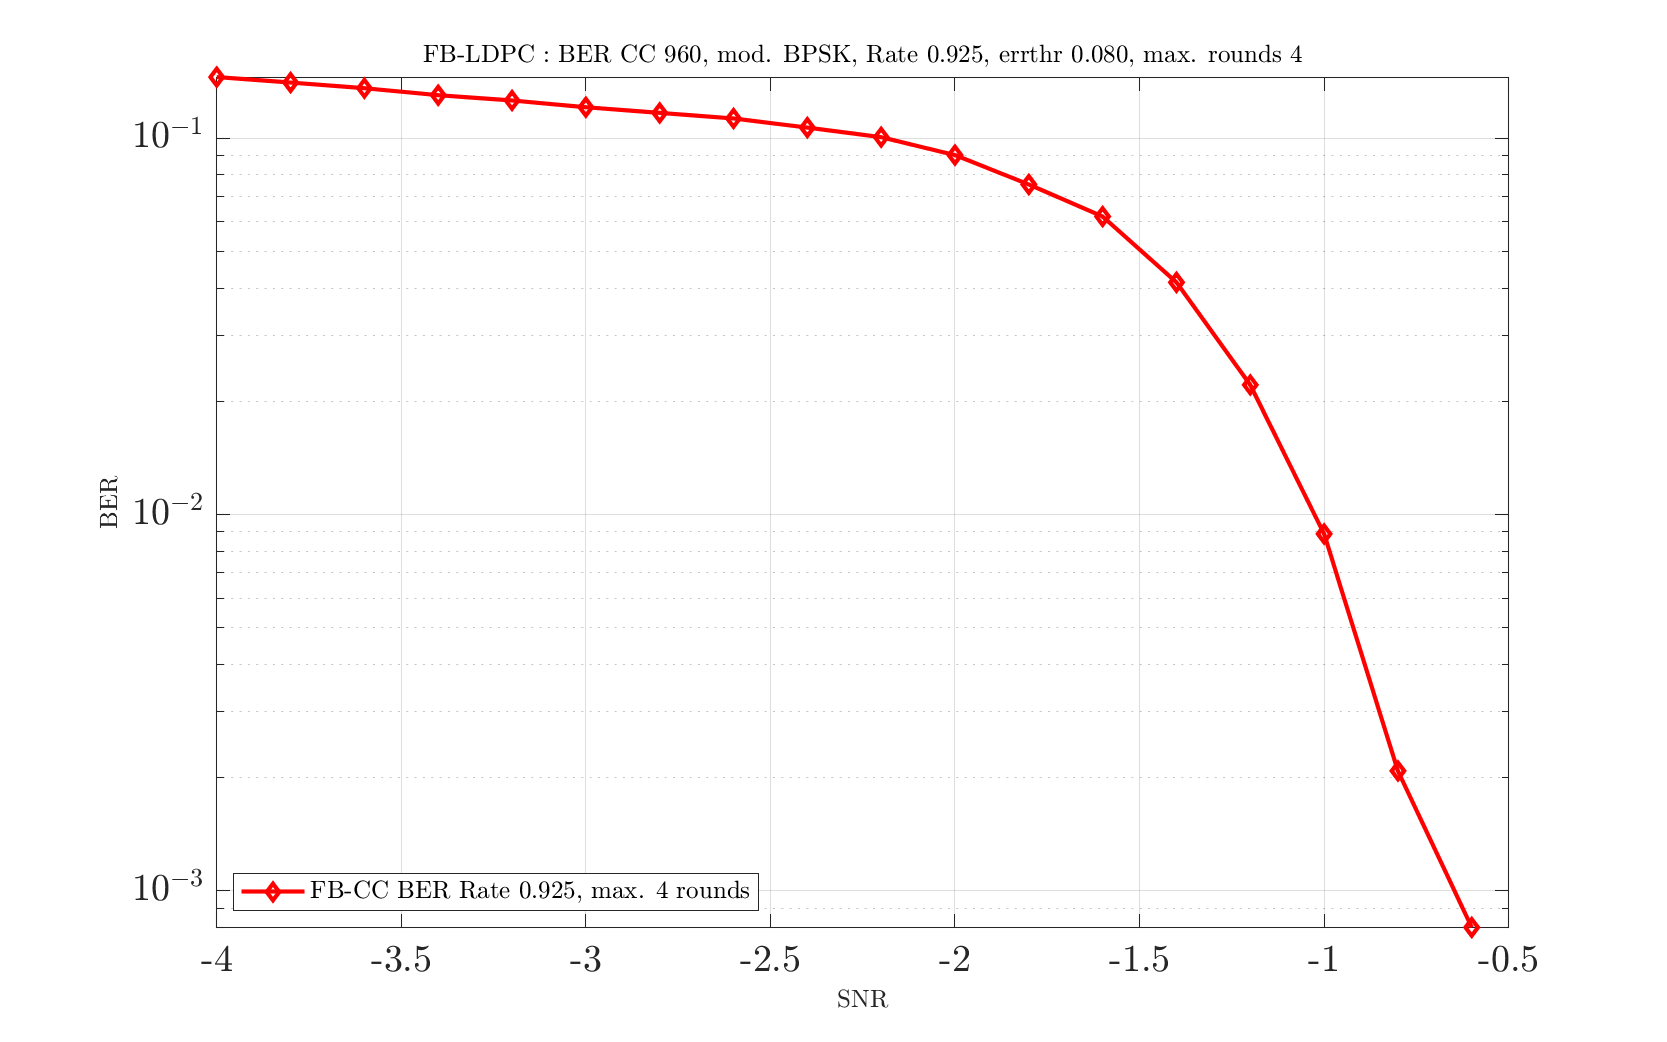 FB-LDPC : BER CC 960, mod. BPSK, Rate 0.925, errthr 0.080, max. rounds 4
10^{-1}
10^{-2}
10^{-3}
BER
FB-CC BER Rate 0.925, max. 4 rounds
-4 -3.5 -3 -2.5 -2 -1.5 -1 -0.5
SNR